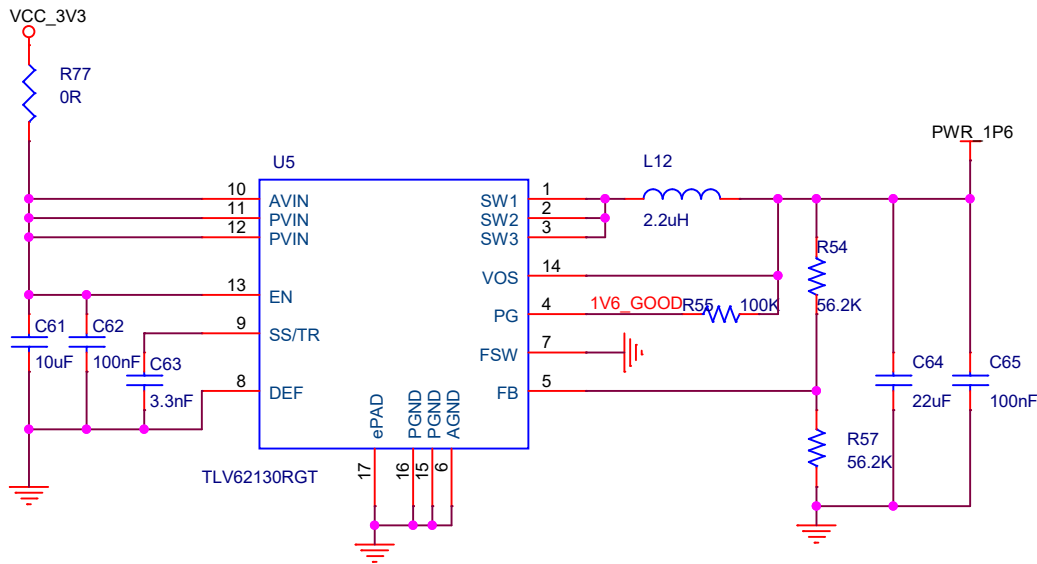 VCC_3V3
R77
0R
PWR_1P6
U5
L12
2.2uH
10
AVIN
SW1
1
11
PVIN
SW2
2
12
PVIN
SW3
3
VOS
14
R54
56.2K
13
EN
PG
4
1V6_GOOD
R55
100K
C61
10uF
C62
100nF
9
SS/TR
FSW
7
C63
3.3nF
8
DEF
FB
5
C64
22uF
C65
100nF
ePAD
PGND
PGND
AGND
17
16
15
6
R57
56.2K
TLV62130RGT